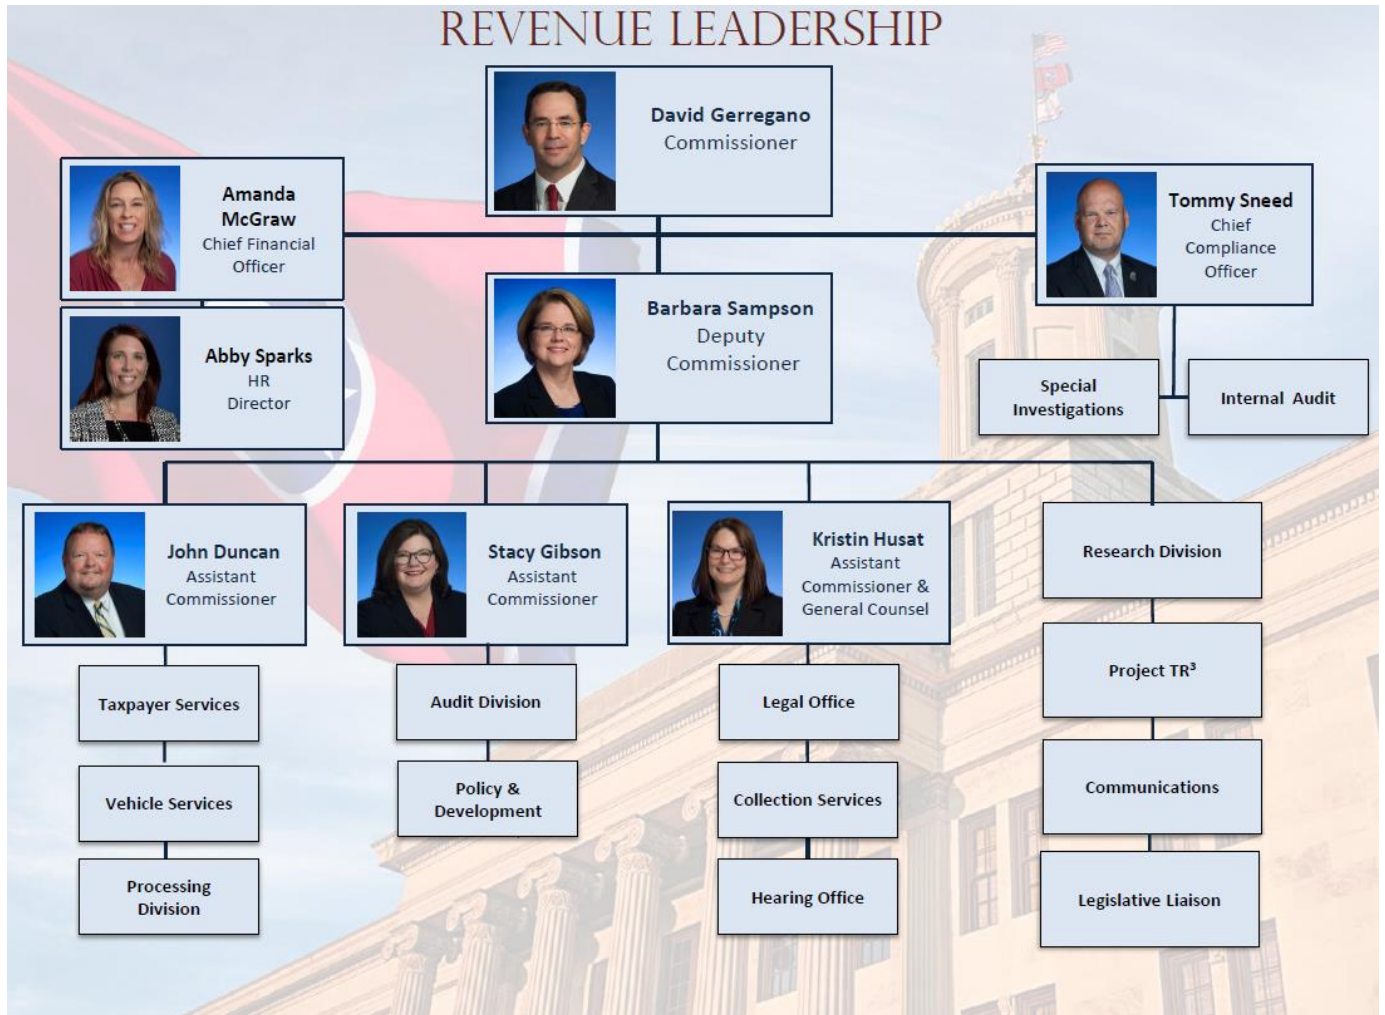 REVENUE LEADERSHIP
David Gerregano
Commissioner
Amanda
McGraw
Chief Financial
Officer
Tommy Sneed
Chief
Compliance
Officer
Abby Sparks
HR
Director
Barbara Sampson
Deputy
Commissioner
Special
Investigations
Internal Audit
John Duncan
Assistant
Commissioner
Stacy Gibson
Assistant
Commissioner
Kristin Husat
Assistant
Commissioner &
General Counsel
Research Division
Taxpayer Services
Audit Division
Legal Office
Project TR³
Vehicle Services
Policy &
Development
Collection Services
Communications
Processing
Division
Hearing Office
Legislative Liaison